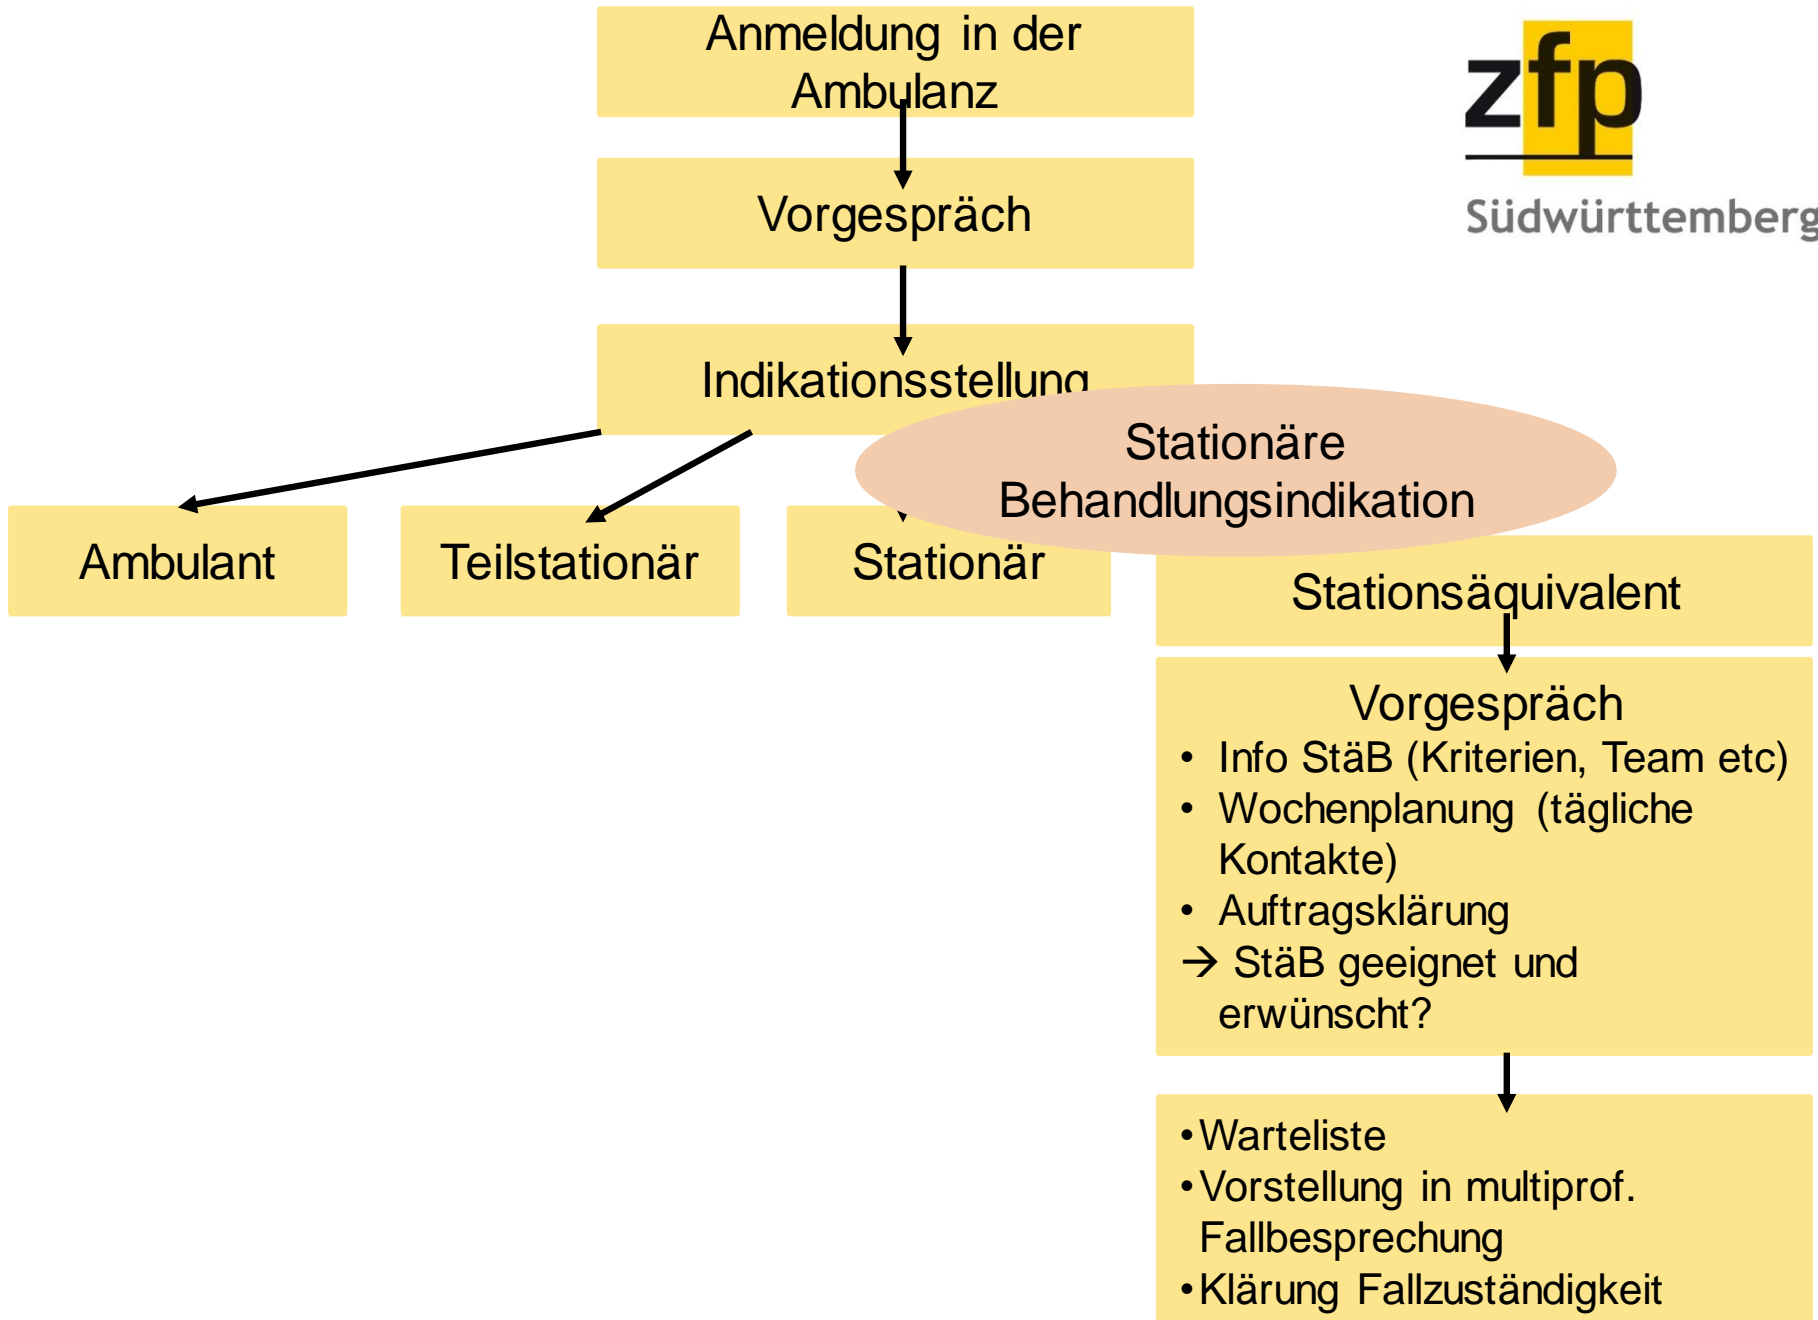 Anmeldung in der
Ambulanz
zfp
Südwürttemberg
Vorgespräch
Indikationsstellung
Stationäre
Behandlungsindikation
Ambulant
Teilstationär
Stationär
Stationsäquivalent
Vorgespräch
• Info StäB (Kriterien, Team etc)
• Wochenplanung (tägliche
Kontakte)
• Auftragsklärung
→ StäB geeignet und
erwünscht?
• Warteliste
• Vorstellung in multiprof.
Fallbesprechung
• Klärung Fallzuständigkeit